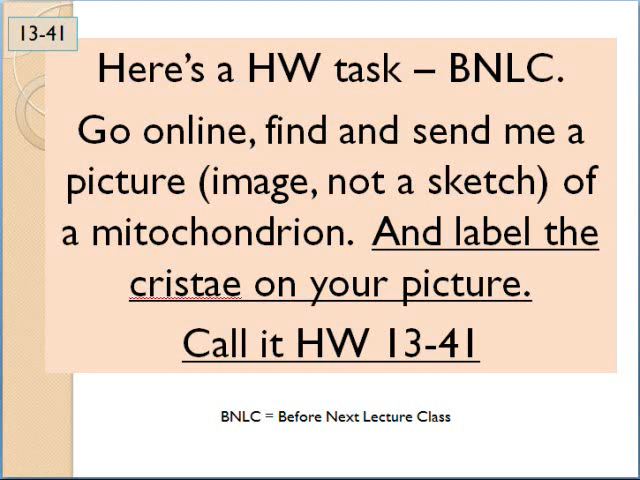 13-41
Here's a HW task – BNLC.
Go online, find and send me a
picture (image, not a sketch) of
a mitochondrion. And label the
cristae on your picture.
Call it HW 13-41
BNLC = Before Next Lecture Class